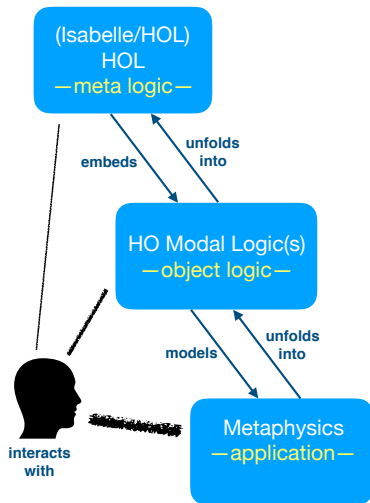 (Isabelle/HOL)
HOL
—meta logic—
embeds
unfolds
into
HO Modal Logic(s)
—object logic—
models
unfolds
into
Metaphysics
—application—
interacts
with